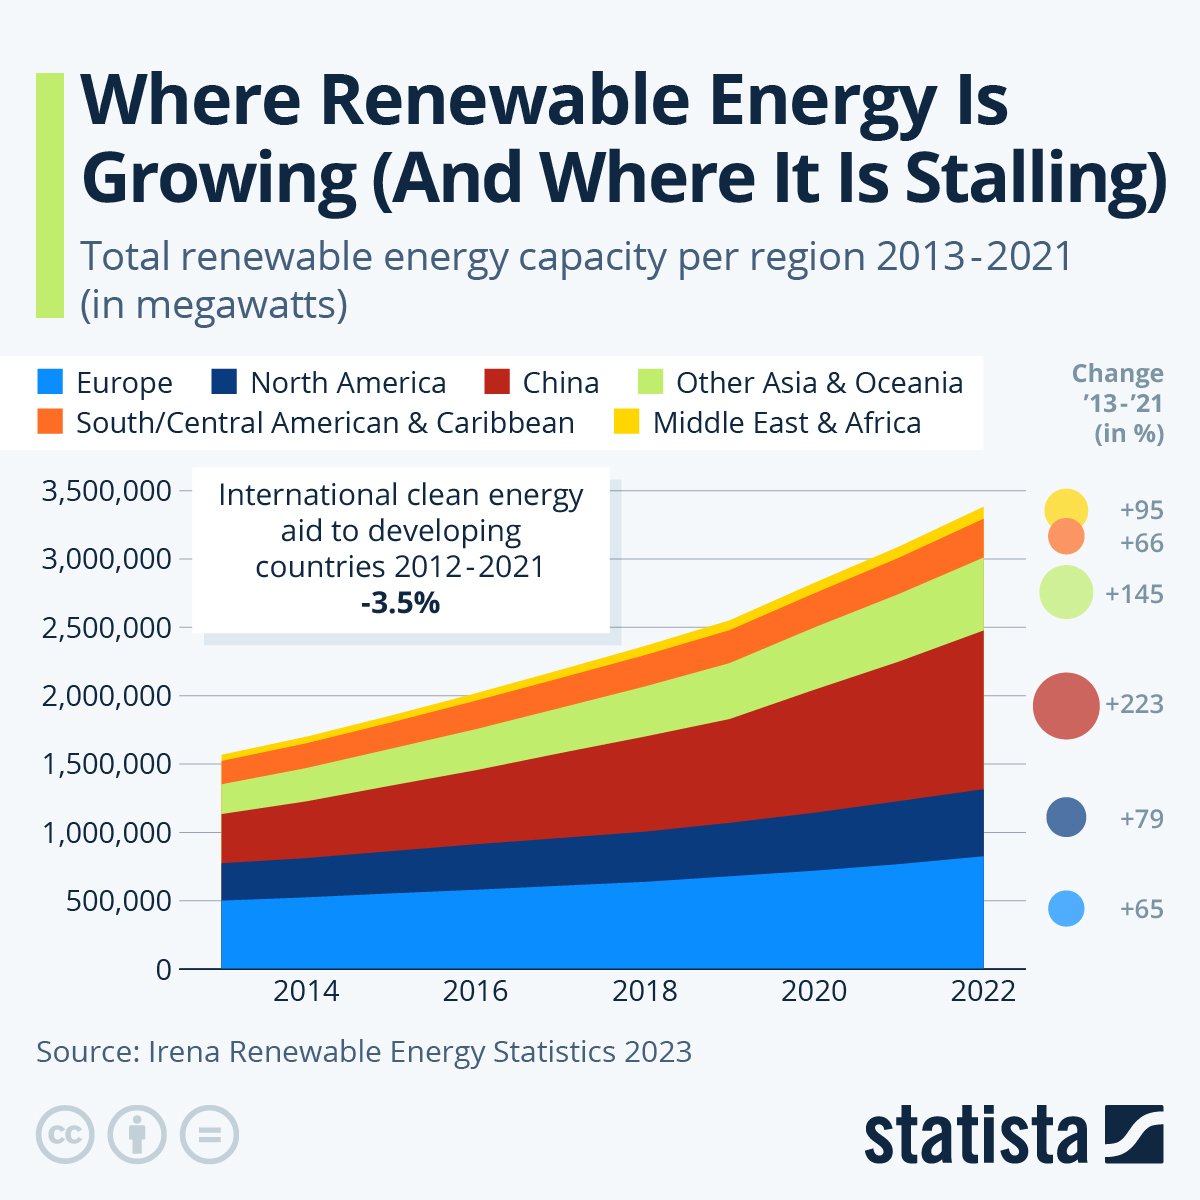 Where Renewable Energy Is
Growing (And Where It Is Stalling)
Total renewable energy capacity per region 2013-2021
(in megawatts)
Europe North America China Other Asia & Oceania
South/Central American & Caribbean Middle East & Africa
Change
'13-'21
(in %)
International clean energy
aid to developing
countries 2012-2021
-3.5%
3,500,000
3,000,000
2,500,000
2,000,000
1,500,000
1,000,000
500,000
0
+95
+66
+145
+223
+79
+65
2014 2016 2018 2020 2022
Source: Irena Renewable Energy Statistics 2023
cc
statista